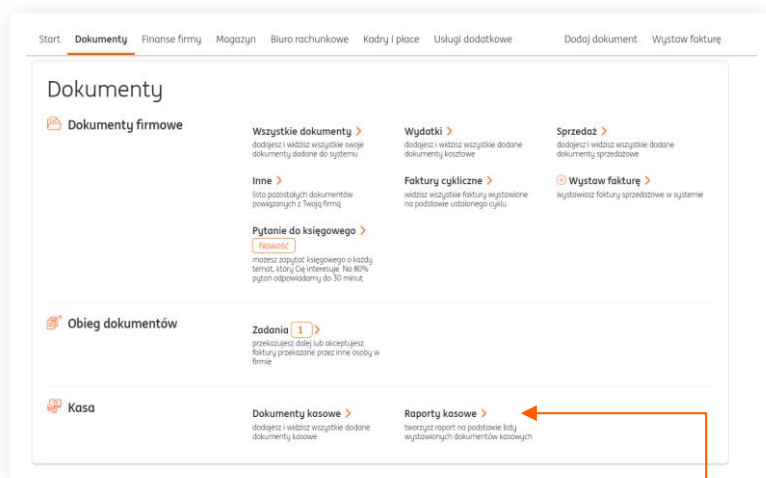 Start Dokumenty Finanse firmy Magazyn Biuro rachunkowe Kadry i płace Usługi dodatkowe Dodaj dokument Wystaw fakturę
Dokumenty
Dokumenty firmowe
Wszystkie dokumenty >
dodajesz i widzisz wszystkie swoje
dokumenty dodane do systemu
Wydatki >
dodajesz i widzisz wszystkie dodane
dokumenty kosztowe
Sprzedaż >
dodajesz i widzisz wszystkie dodane
dokumenty sprzedażowe
Inne >
lista pozostałych dokumentów
powiązanych z Twoją firmą
Faktury cykliczne >
widzisz wszystkie faktury wystawione
na podstawie ustalonego cyklu
Wystaw fakturę >
wystawiasz faktury sprzedażowe w systemie
Pytanie do księgowego >
Nowość
możesz zapytać księgowego o każdy
temat, który Cię interesuje. Na 80%
pytań odpowiadamy do 30 minut
Obieg dokumentów
Zadania 1 >
przekazujesz dalej lub akceptujesz
faktury przekazane przez inne osoby w
firmie
Kasa
Dokumenty kasowe >
dodajesz i widzisz wszystkie dodane
dokumenty kasowe
Raporty kasowe >
tworzysz raport na podstawie listy
wystawionych dokumentów kasowych